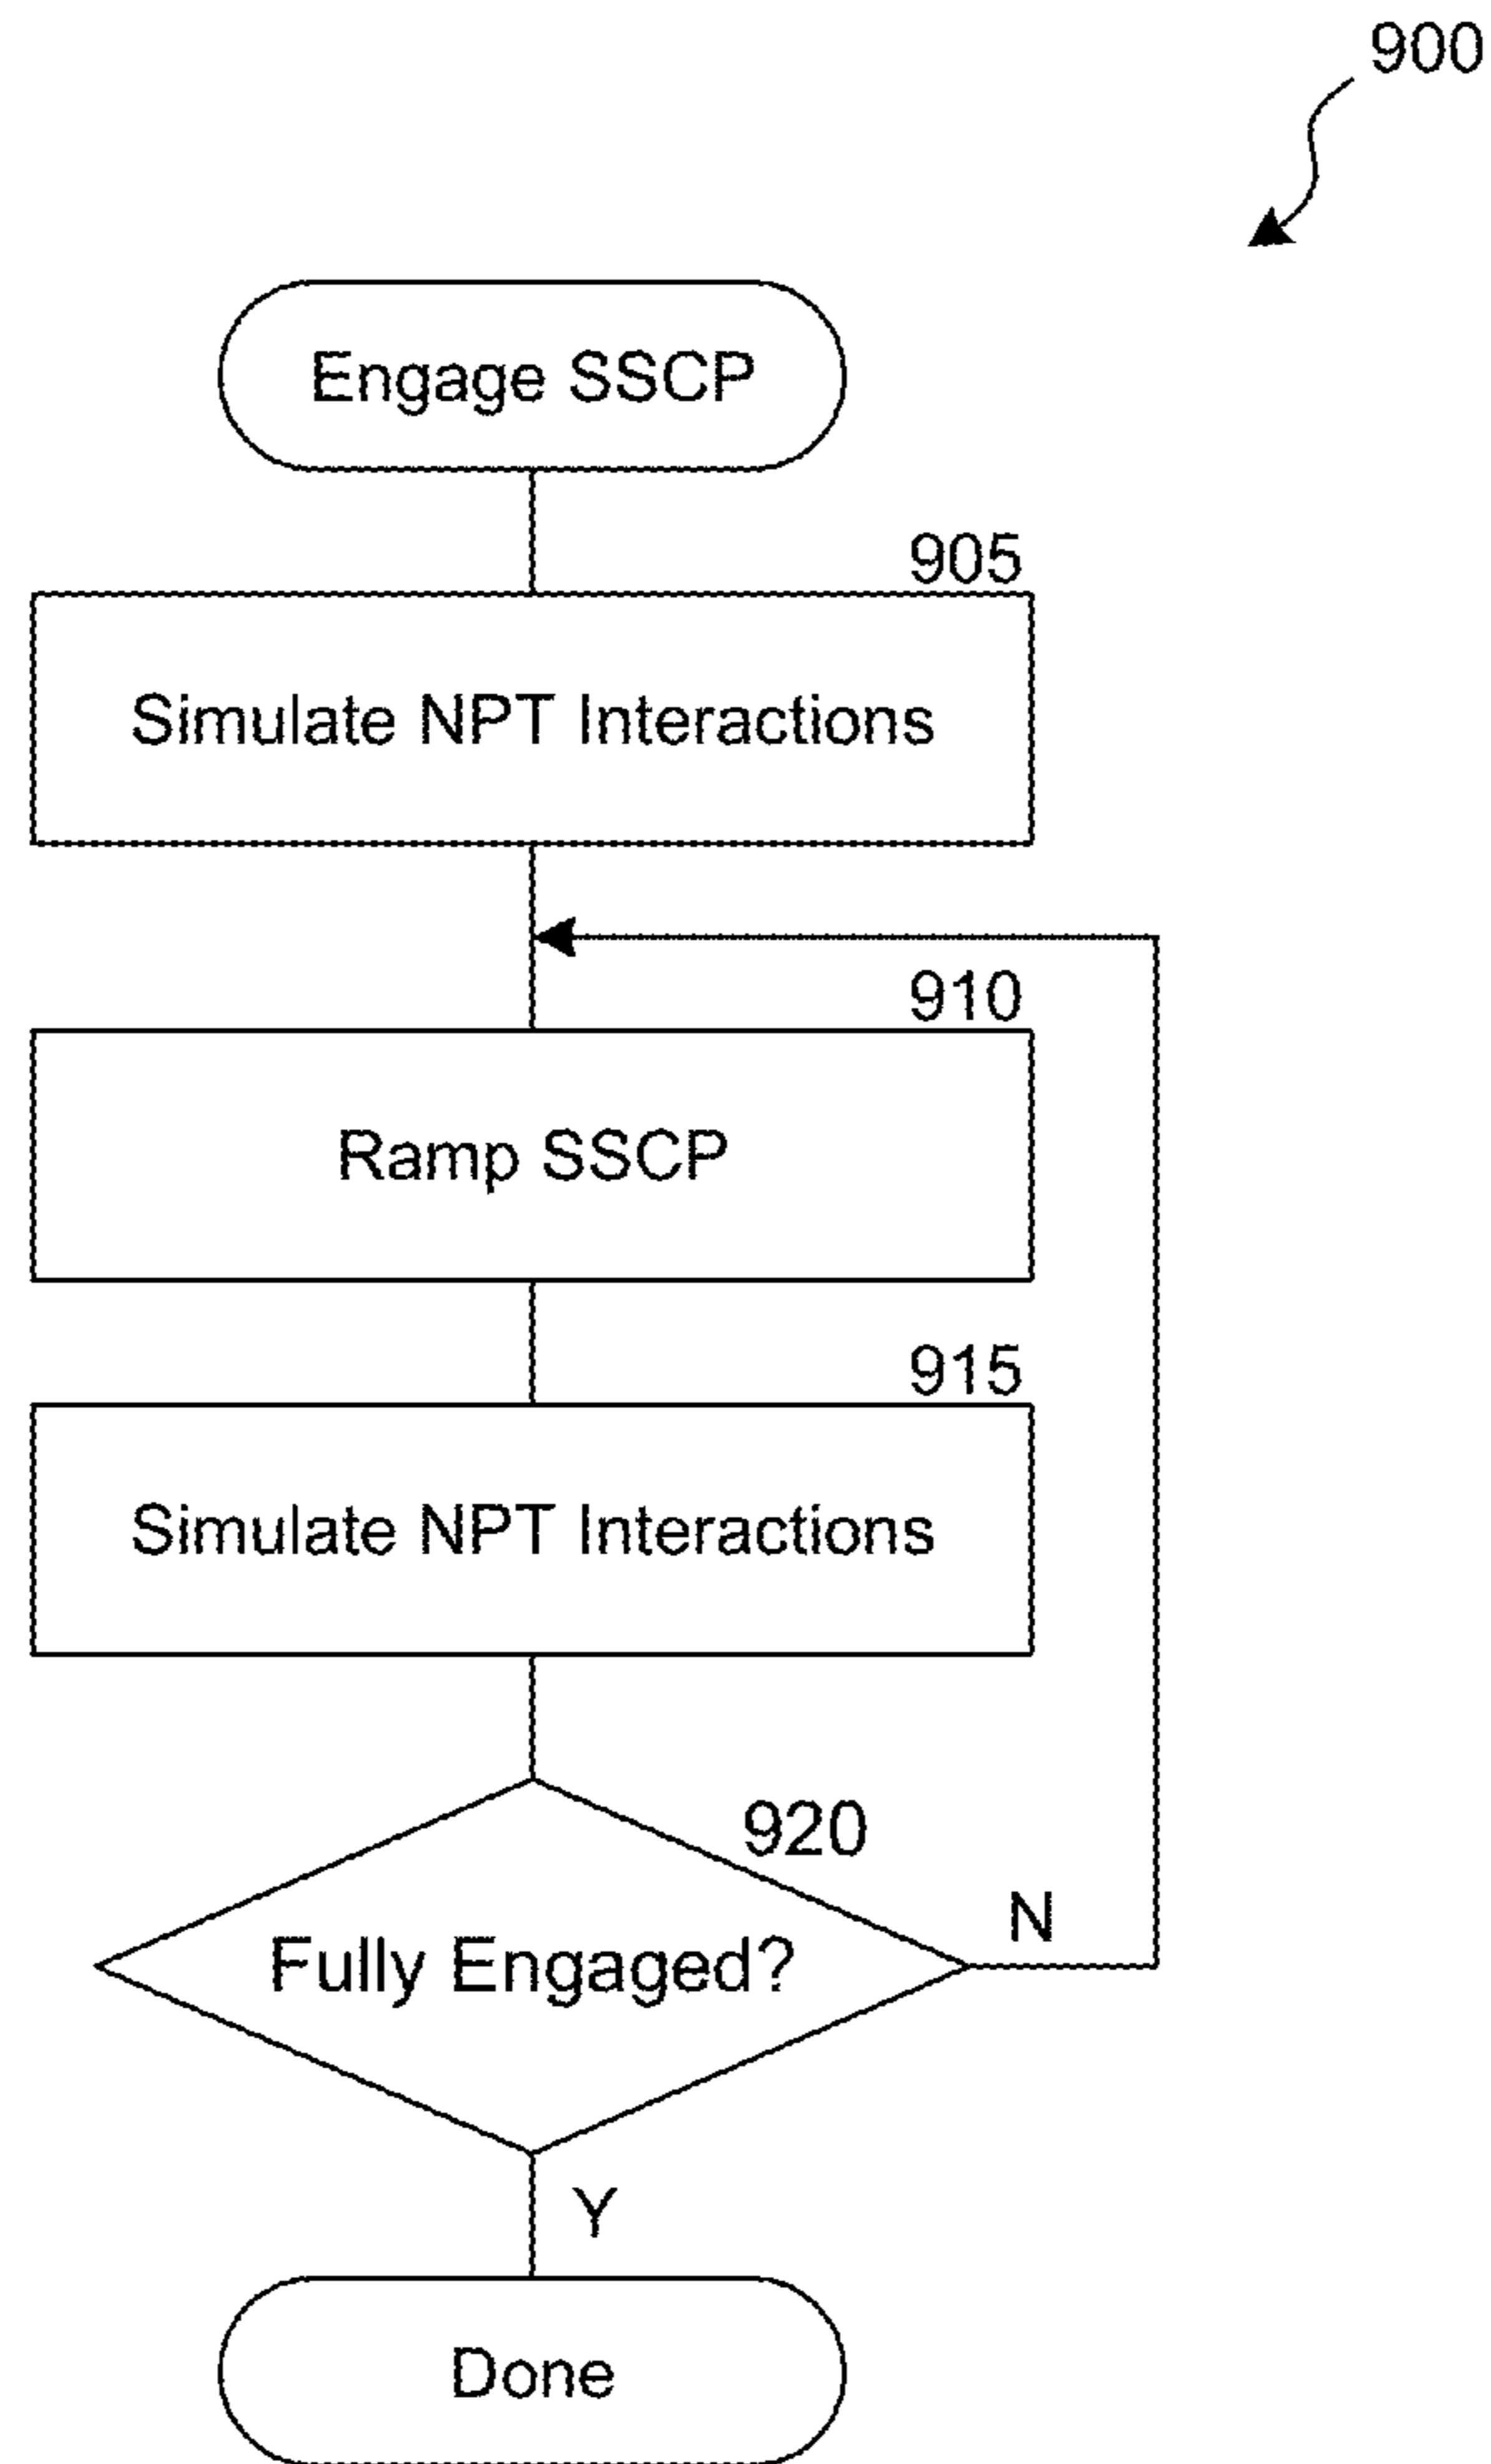 900
Engage SSCP
905
Simulate NPT Interactions
910
Ramp SSCP
915
Simulate NPT Interactions
920
Fully Engaged?
N
Y
Done